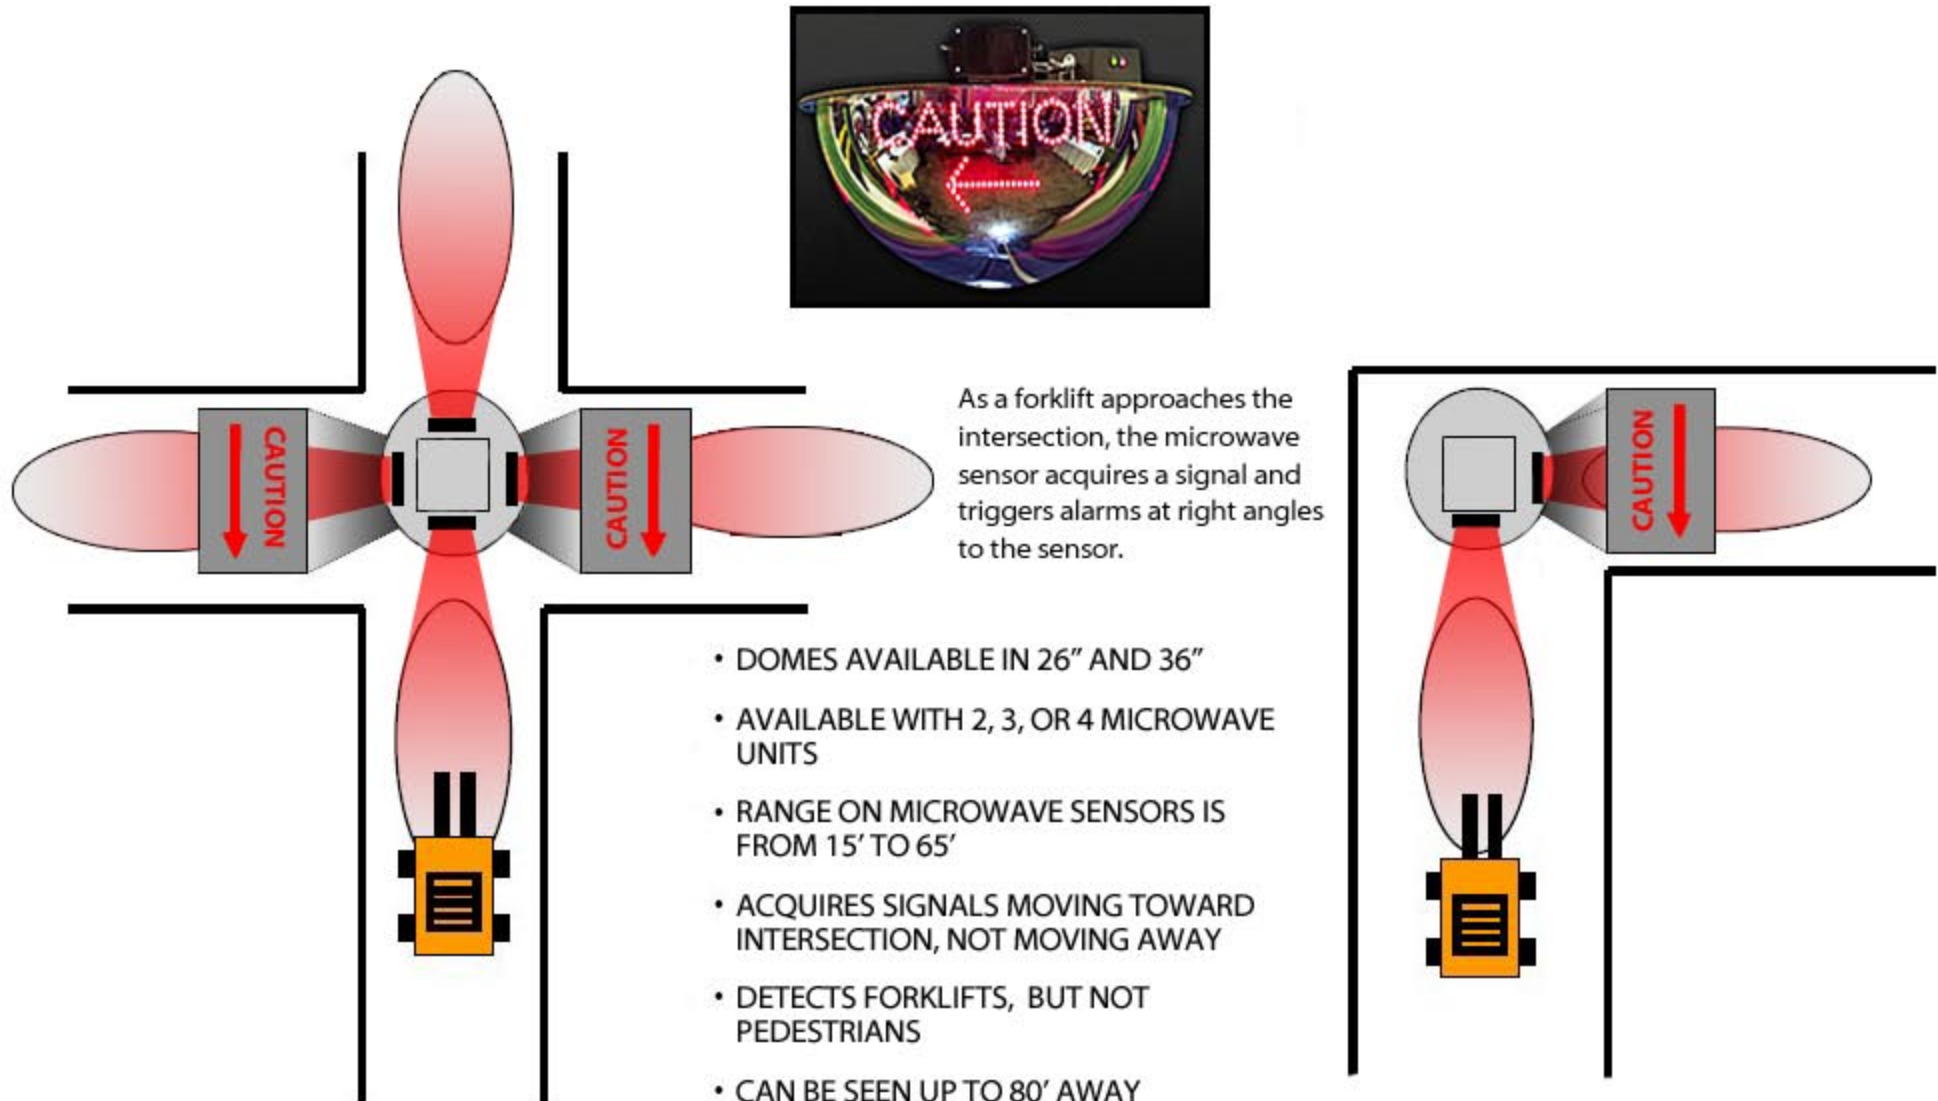 CAUTION
CAUTION
CAUTION
As a forklift approaches the
intersection, the microwave
sensor acquires a signal and
triggers alarms at right angles
to the sensor.
CAUTION
• DOMES AVAILABLE IN 26” AND 36”
• AVAILABLE WITH 2, 3, OR 4 MICROWAVE
UNITS
• RANGE ON MICROWAVE SENSORS IS
FROM 15’ TO 65’
• ACQUIRES SIGNALS MOVING TOWARD
INTERSECTION, NOT MOVING AWAY
• DETECTS FORKLIFTS, BUT NOT
PEDESTRIANS
• CAN BE SEEN UP TO 80’ AWAY